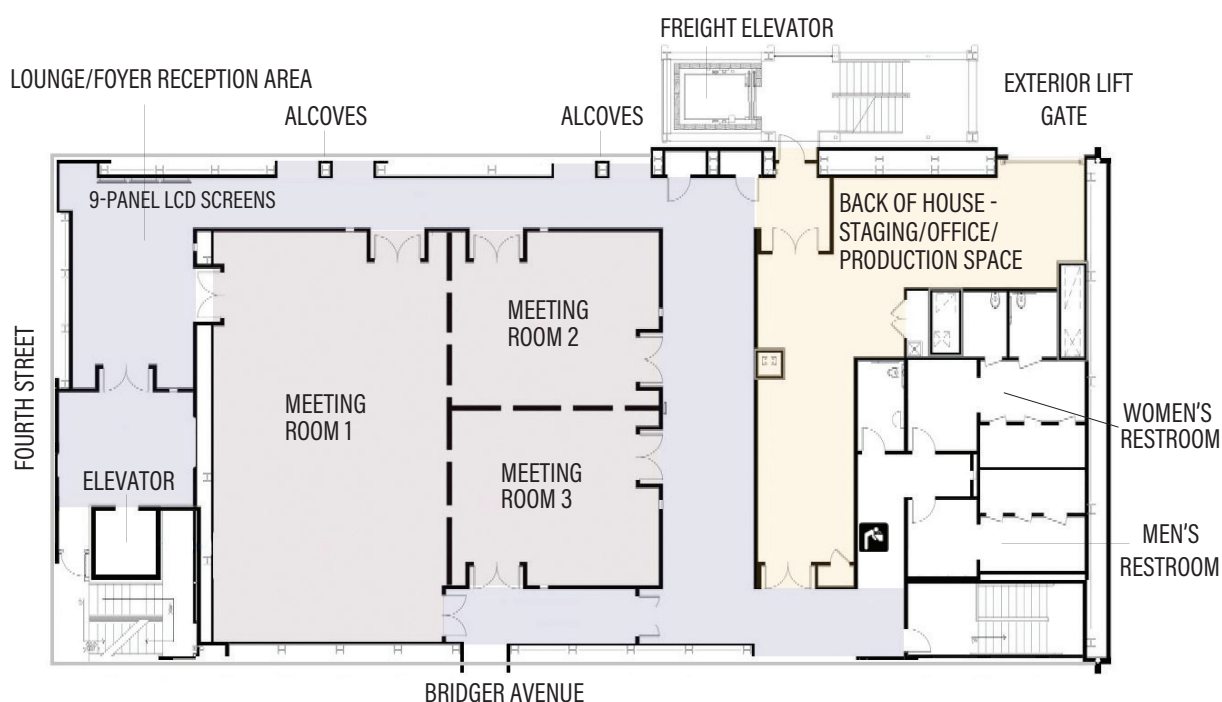 FREIGHT ELEVATOR
LOUNGE/FOYER RECEPTION AREA
EXTERIOR LIFT
GATE
ALCOVES
ALCOVES
9-PANEL LCD SCREENS
BACK OF HOUSE -
STAGING/OFFICE/
PRODUCTION SPACE
MEETING
ROOM 2
FOURTH STREET
MEETING
ROOM 1
WOMEN'S
RESTROOM
MEETING
ROOM 3
ELEVATOR
MEN'S
RESTROOM
BRIDGER AVENUE